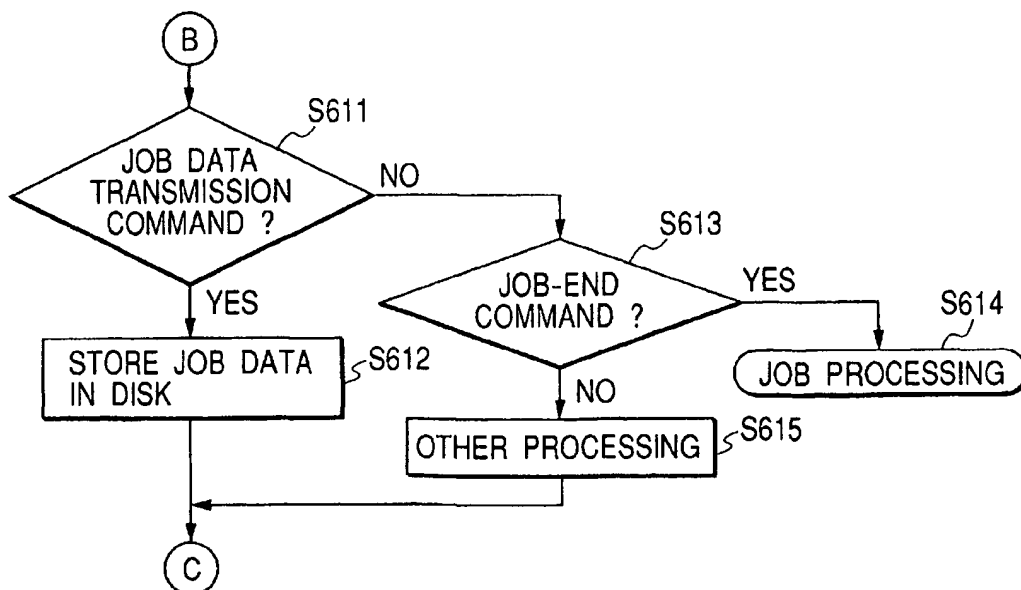 B
S611
JOB DATA
TRANSMISSION
COMMAND ?
NO
YES
S613
JOB-END
COMMAND ?
YES
NO
S614
JOB PROCESSING
STORE JOB DATA
IN DISK
S612
OTHER PROCESSING
S615
C